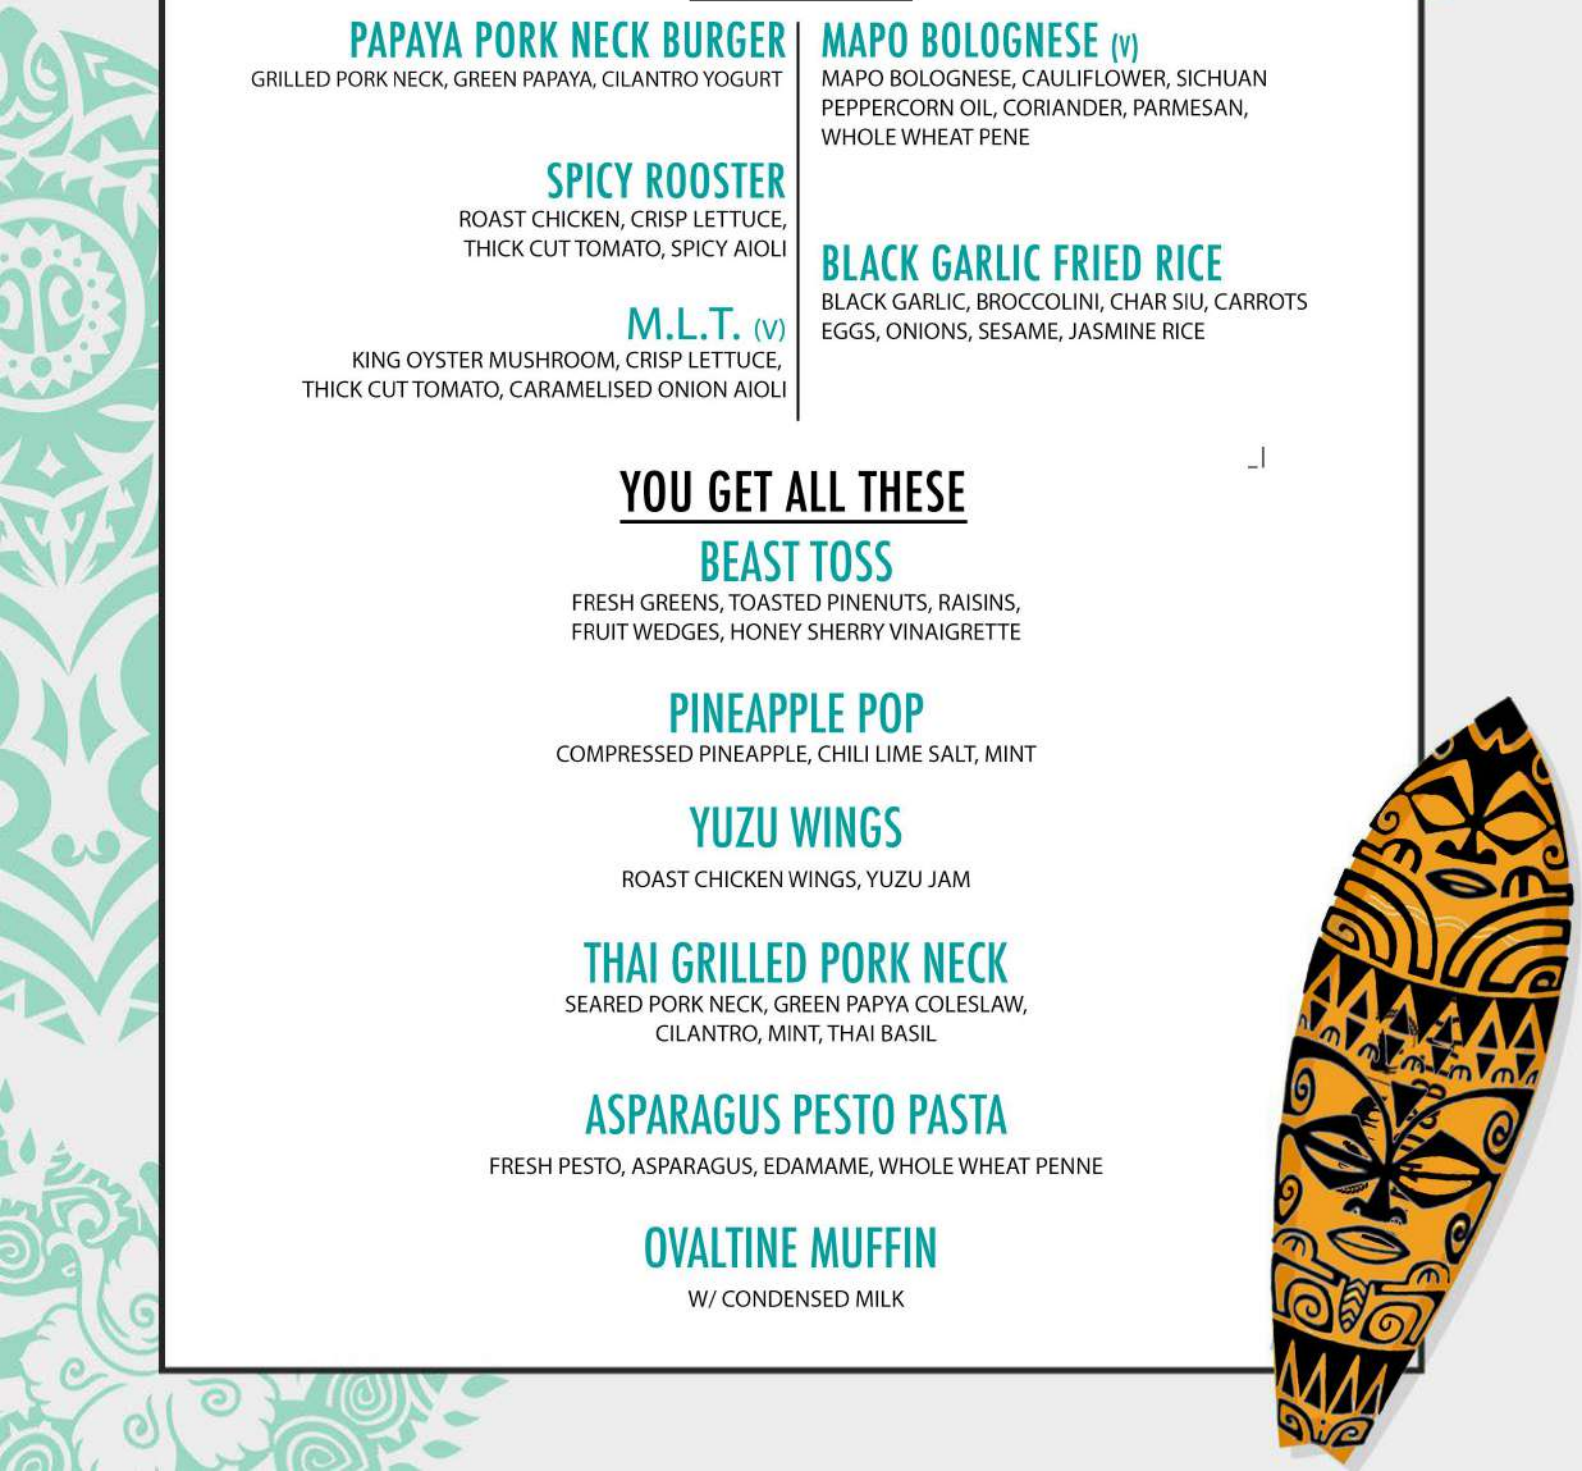 PAPAYA PORK NECK BURGER
GRILLED PORK NECK, GREEN PAPAYA, CILANTRO YOGURT
SPICY ROOSTER
ROAST CHICKEN, CRISP LETTUCE,
THICK CUT TOMATO, SPICY AIOLI
M.L.T. (V)
KING OYSTER MUSHROOM, CRISP LETTUCE,
THICK CUT TOMATO, CARAMELISED ONION AIOLI
MAPO BOLOGNESE (V)
MAPO BOLOGNESE, CAULIFLOWER, SICHUAN
PEPPERCORN OIL, CORIANDER, PARMESAN,
WHOLE WHEAT PENE
BLACK GARLIC FRIED RICE
BLACK GARLIC, BROCCOLINI, CHAR SIU, CARROTS
EGGS, ONIONS, SESAME, JASMINE RICE
YOU GET ALL THESE
BEAST TOSS
FRESH GREENS, TOASTED PINENUTS, RAISINS,
FRUIT WEDGES, HONEY SHERRY VINAIGRETTE
PINEAPPLE POP
COMPRESSED PINEAPPLE, CHILI LIME SALT, MINT
YUZU WINGS
ROAST CHICKEN WINGS, YUZU JAM
THAI GRILLED PORK NECK
SEARED PORK NECK, GREEN PAPYA COLESLAW,
CILANTRO, MINT, THAI BASIL
ASPARAGUS PESTO PASTA
FRESH PESTO, ASPARAGUS, EDAMAME, WHOLE WHEAT PENNE
OVALTINE MUFFIN
W/ CONDENSED MILK